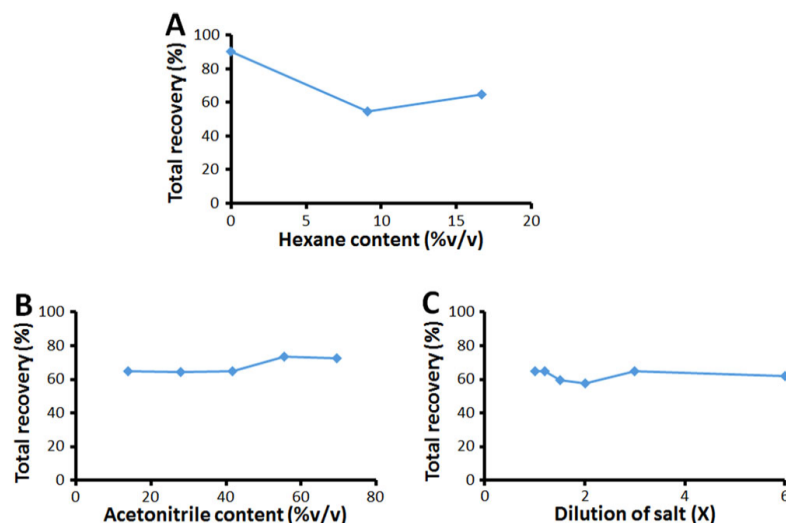 A
Total recovery (%)
100
80
60
40
20
0
0 5 10 15 20
Hexane content (%v/v)
B
Total recovery (%)
100
80
60
40
20
0
0 20 40 60 80
Acetonitrile content (%v/v)
C
Total recovery (%)
100
80
60
40
20
0
0 2 4 6
Dilution of salt (X)